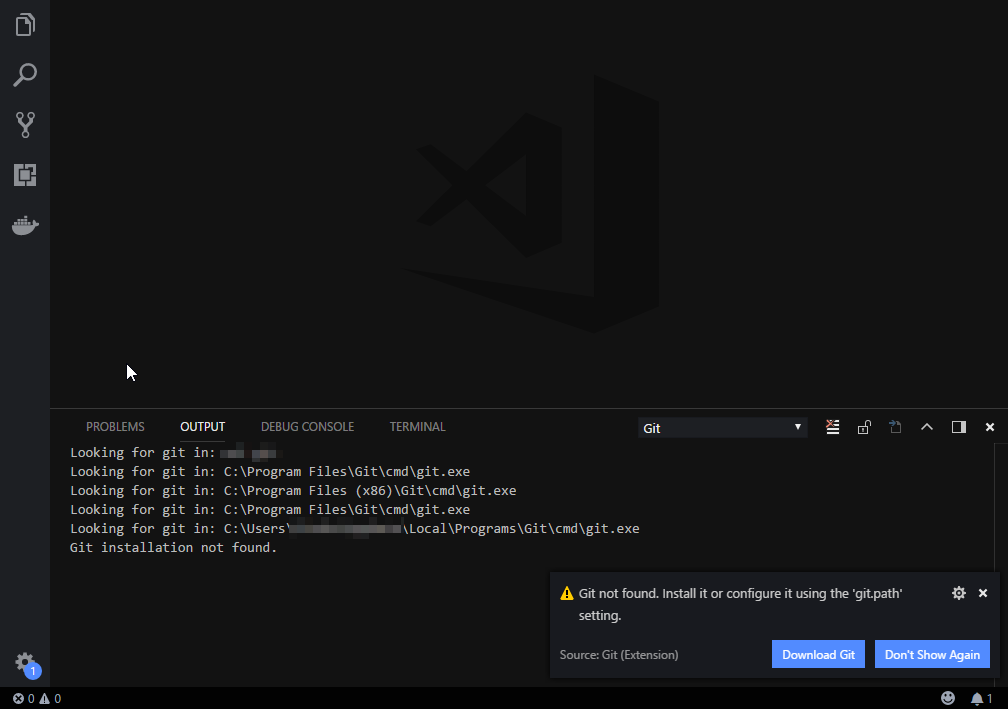 PROBLEMS OUTPUT DEBUG CONSOLE TERMINAL Git
Looking for git in:
Looking for git in: C:\Program Files\Git\cmd\git.exe
Looking for git in: C:\Program Files (x86)\Git\cmd\git.exe
Looking for git in: C:\Program Files\Git\cmd\git.exe
Looking for git in: C:\Users\ \Local\Programs\Git\cmd\git.exe
Git installation not found.
Git not found. Install it or configure it using the 'git.path'
setting.
Source: Git (Extension) Download Git Don't Show Again
1
0 0 1